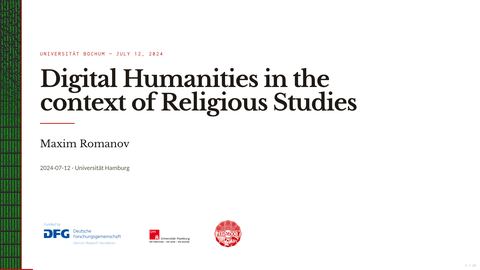 UNIVERSITÄT BOCHUM — JULY 12, 2024
Digital Humanities in the
context of Religious Studies
Maxim Romanov
2024-07-12 · Universität Hamburg
DFG
Deutsche
Forschungsgemeinschaft
Universität Hamburg